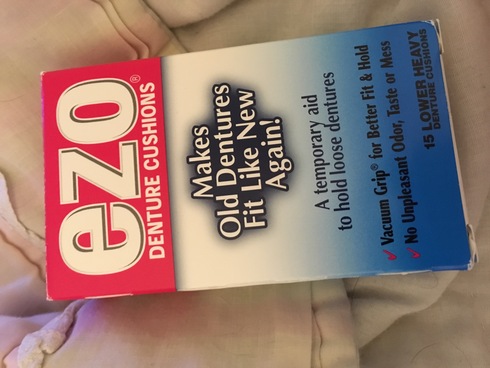 ezo®
DENTURE CUSHIONS
Makes
Old Dentures
Fit Like New
Again!
A temporary aid
to hold loose dentures
✓ Vacuum Grip® for Better Fit & Hold
✓ No Unpleasant Odor, Taste or Mess
15 LOWER HEAVY
DENTURE CUSHIONS